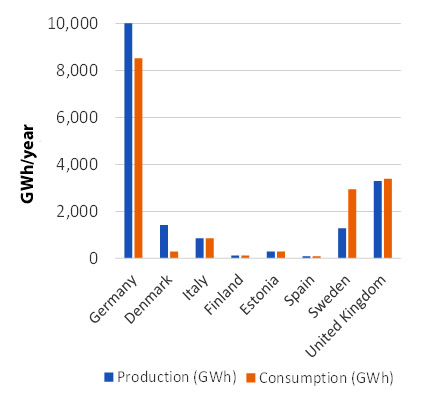 10,000
8,000
6,000
4,000
2,000
0
GWh/year
Germany
Denmark
Italy
Finland
Estonia
Spain
Sweden
United Kingdom
Production (GWh)
Consumption (GWh)